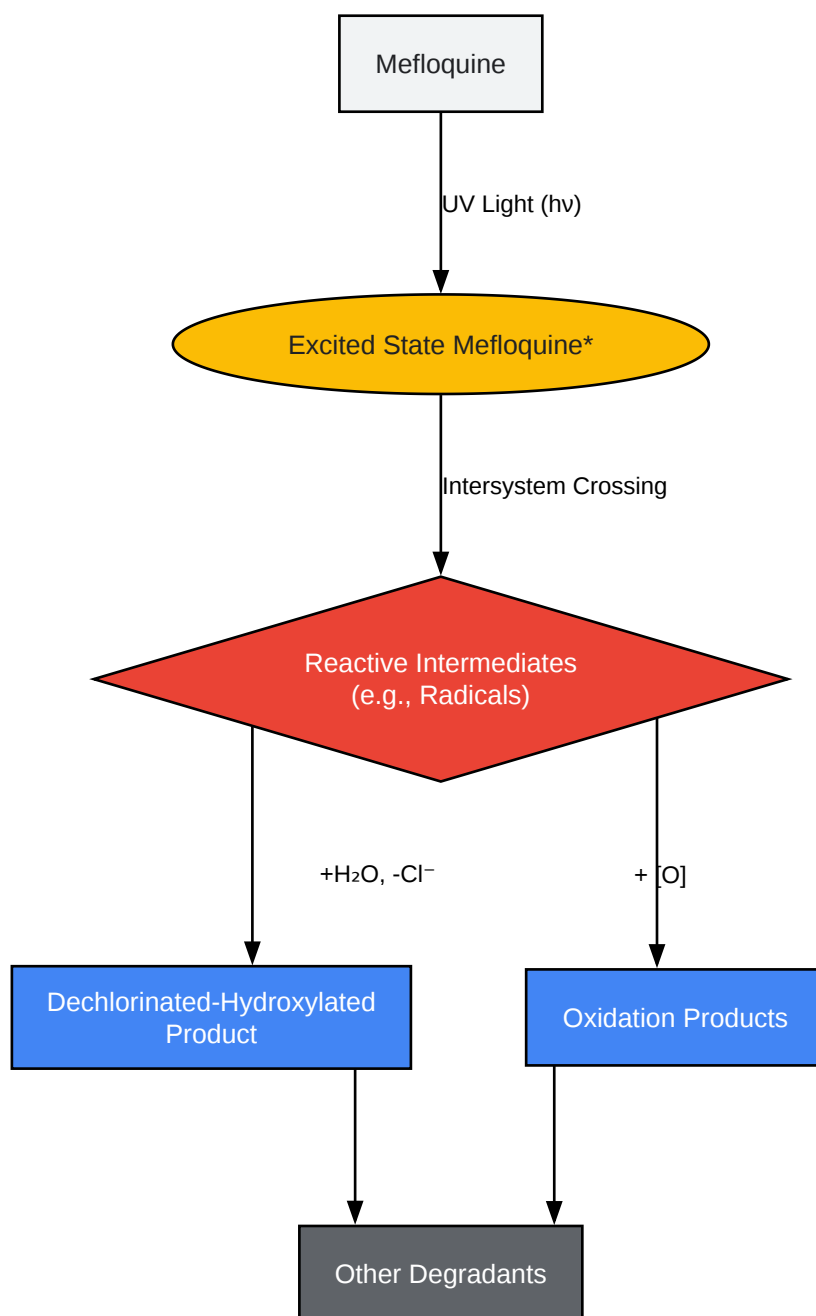 Mefloquine
UV Light (hν)
Excited State Mefloquine*
Intersystem Crossing
Reactive Intermediates
(e.g., Radicals)
+H₂O, -Cl⁻
+ [O]
Dechlorinated-Hydroxylated
Product
Oxidation Products
Other Degradants